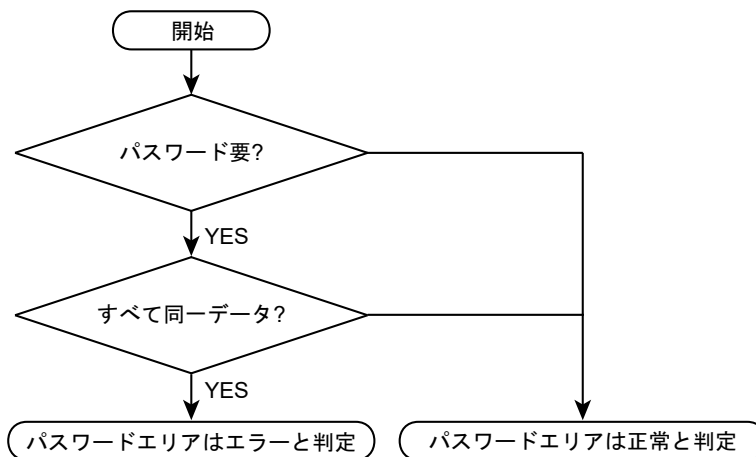 開始
パスワード要?
YES
すべて同一データ?
YES
パスワードエリアはエラーと判定
パスワードエリアは正常と判定